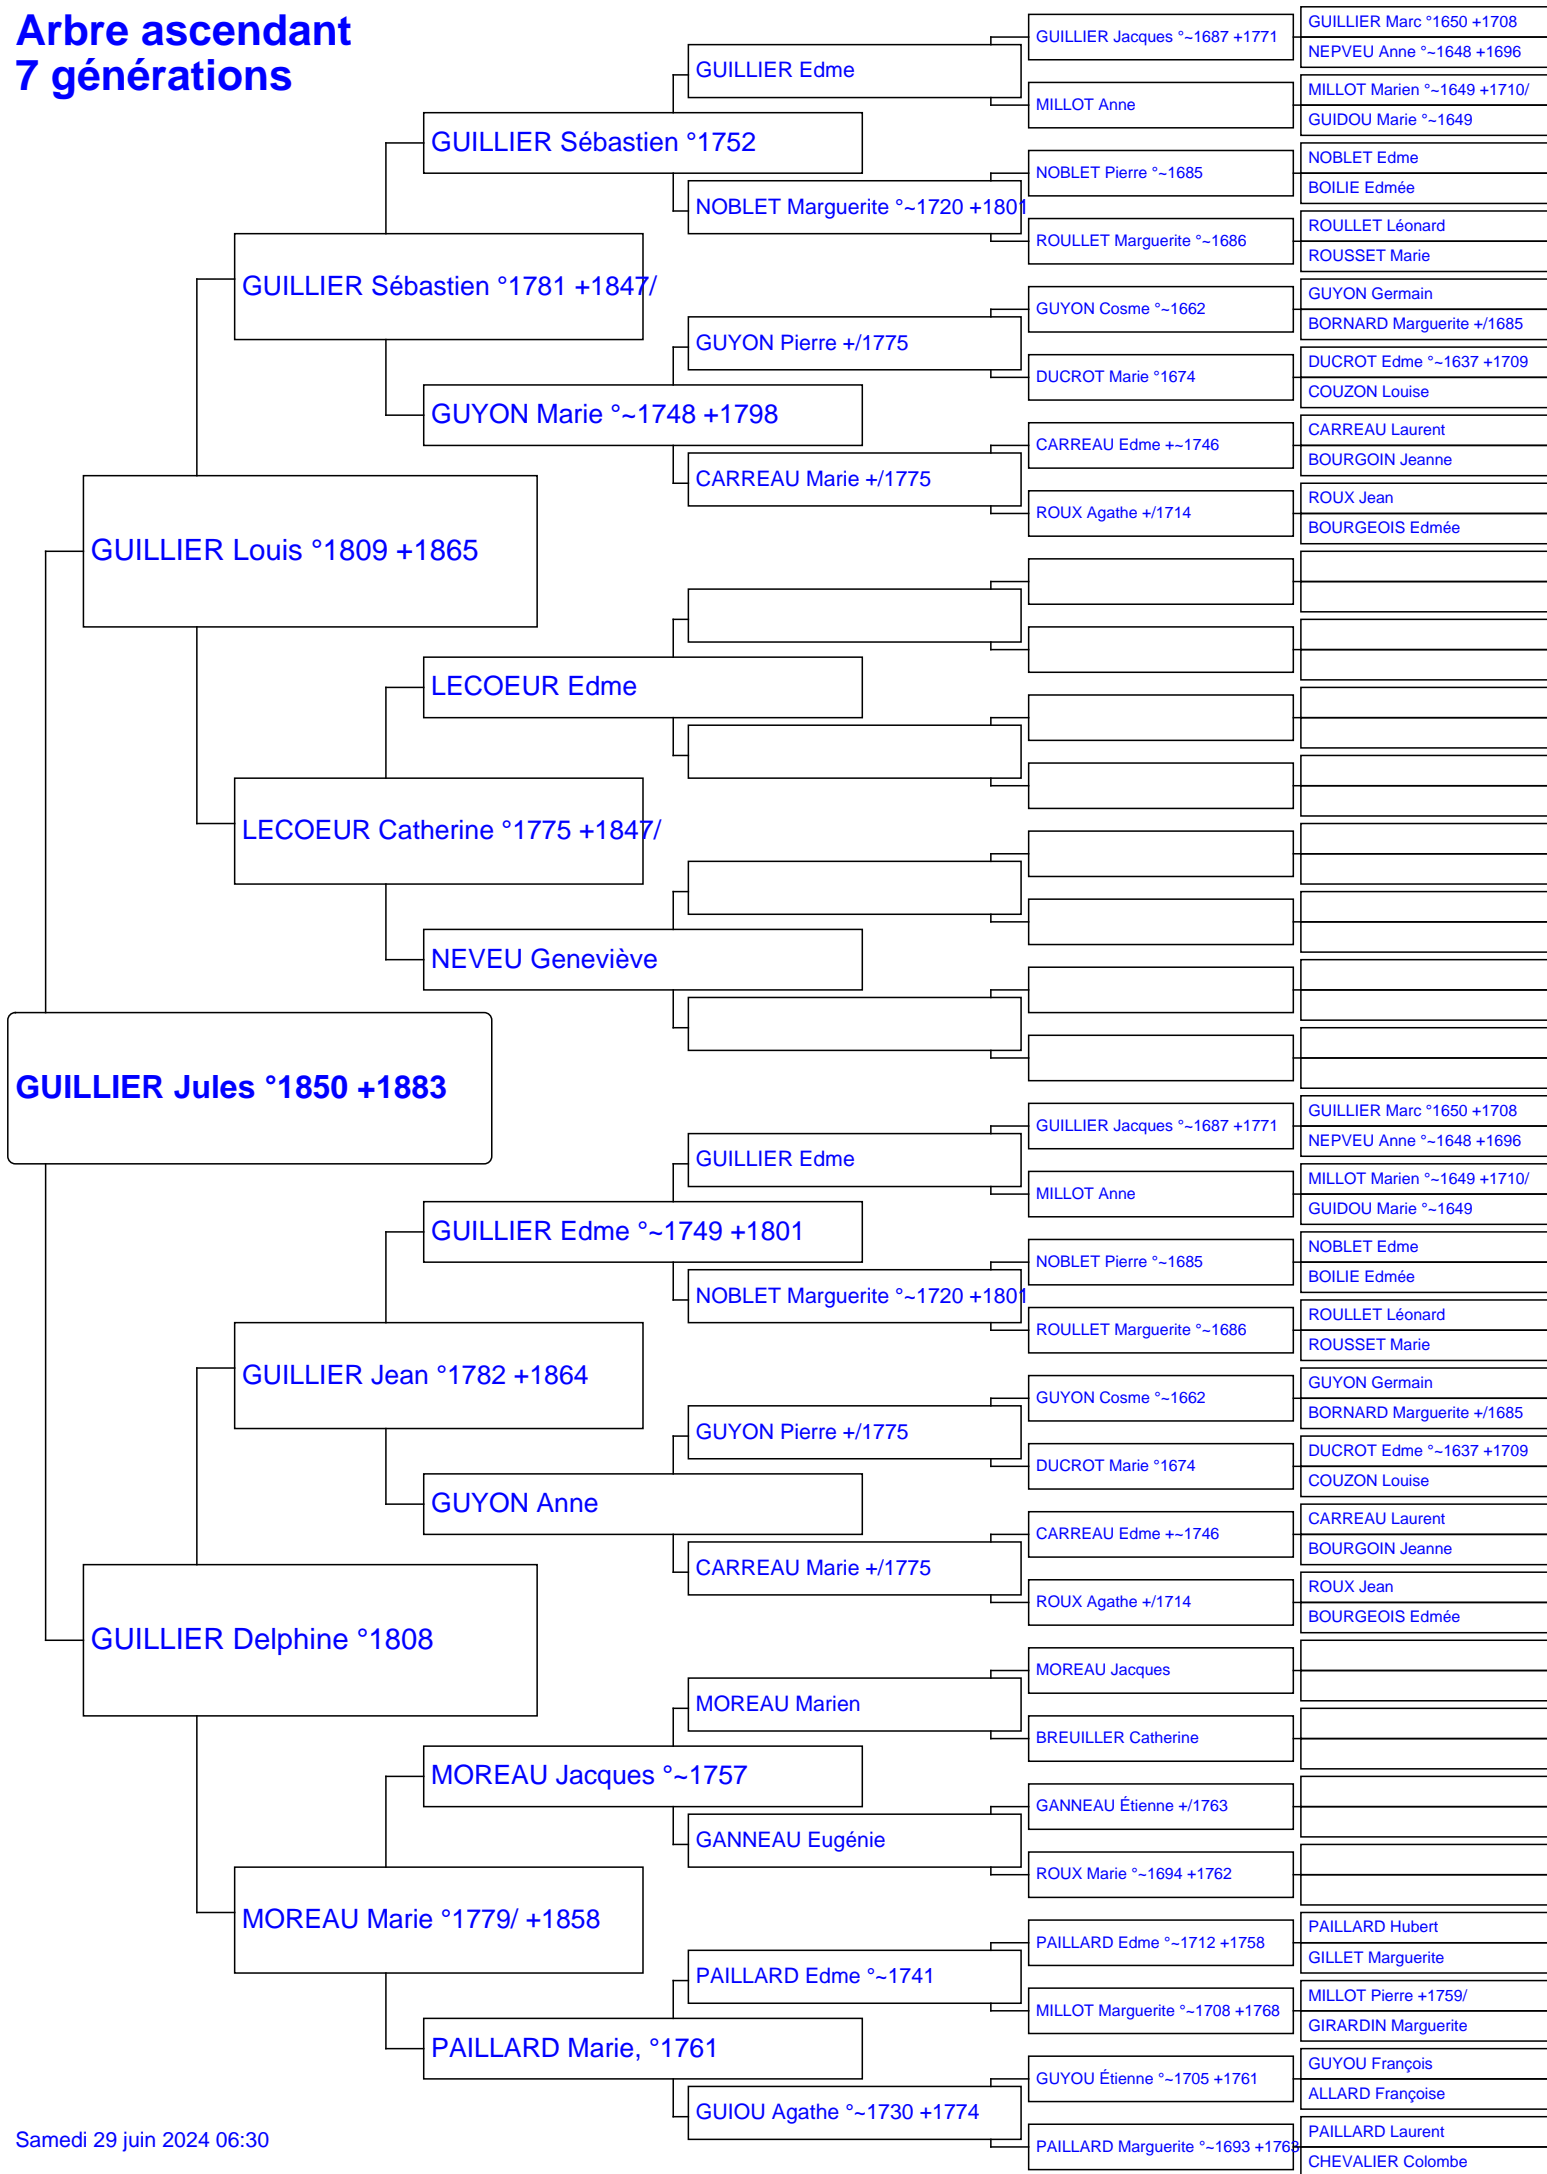 Arbre ascendant
7 générations
GUILLIER Jules °1850 +1883
GUILLIER Louis °1809 +1865
GUILLIER Delphine °1808
GUILLIER Sébastien °1781 +1847/
LECOEUR Catherine °1775 +1847/
GUILLIER Jean °1782 +1864
MOREAU Marie °1779/ +1858
GUILLIER Sébastien °1752
GUYON Marie °~1748 +1798
LECOEUR Edme
NEVEU Geneviève
GUILLIER Edme °~1749 +1801
GUYON Anne
MOREAU Jacques °~1757
PAILLARD Marie, °1761
GUILLIER Edme
NOBLET Marguerite °~1720 +1801
GUYON Pierre +/1775
CARREAU Marie +/1775
GUILLIER Edme
NOBLET Marguerite °~1720 +1801
GUYON Pierre +/1775
CARREAU Marie +/1775
MOREAU Marien
GANNEAU Eugénie
PAILLARD Edme °~1741
GUIOU Agathe °~1730 +1774
GUILLIER Jacques °~1687 +1771
MILLOT Anne
NOBLET Pierre °~1685
ROULLET Marguerite °~1686
GUYON Cosme °~1662
DUCROT Marie °1674
CARREAU Edme +~1746
ROUX Agathe +/1714
GUILLIER Jacques °~1687 +1771
MILLOT Anne
NOBLET Pierre °~1685
ROULLET Marguerite °~1686
GUYON Cosme °~1662
DUCROT Marie °1674
CARREAU Edme +~1746
ROUX Agathe +/1714
MOREAU Jacques
BREUILLER Catherine
GANNEAU Étienne +/1763
ROUX Marie °~1694 +1762
PAILLARD Edme °~1712 +1758
MILLOT Marguerite °~1708 +1768
GUYOU Étienne °~1705 +1761
PAILLARD Marguerite °~1693 +1763
GUILLIER Marc °1650 +1708
NEPVEU Anne °~1648 +1696
MILLOT Marien °~1649 +1710/
GUIDOU Marie °~1649
NOBLET Edme
BOILIE Edmée
ROULLET Léonard
ROUSSET Marie
GUYON Germain
BORNARD Marguerite +/1685
DUCROT Edme °~1637 +1709
COUZON Louise
CARREAU Laurent
BOURGOIN Jeanne
ROUX Jean
BOURGEOIS Edmée
GUILLIER Marc °1650 +1708
NEPVEU Anne °~1648 +1696
MILLOT Marien °~1649 +1710/
GUIDOU Marie °~1649
NOBLET Edme
BOILIE Edmée
ROULLET Léonard
ROUSSET Marie
GUYON Germain
BORNARD Marguerite +/1685
DUCROT Edme °~1637 +1709
COUZON Louise
CARREAU Laurent
BOURGOIN Jeanne
ROUX Jean
BOURGEOIS Edmée
PAILLARD Hubert
GILLET Marguerite
MILLOT Pierre +1759/
GIRARDIN Marguerite
GUYOU François
ALLARD Françoise
PAILLARD Laurent
CHEVALIER Colombe
Samedi 29 juin 2024 06:30